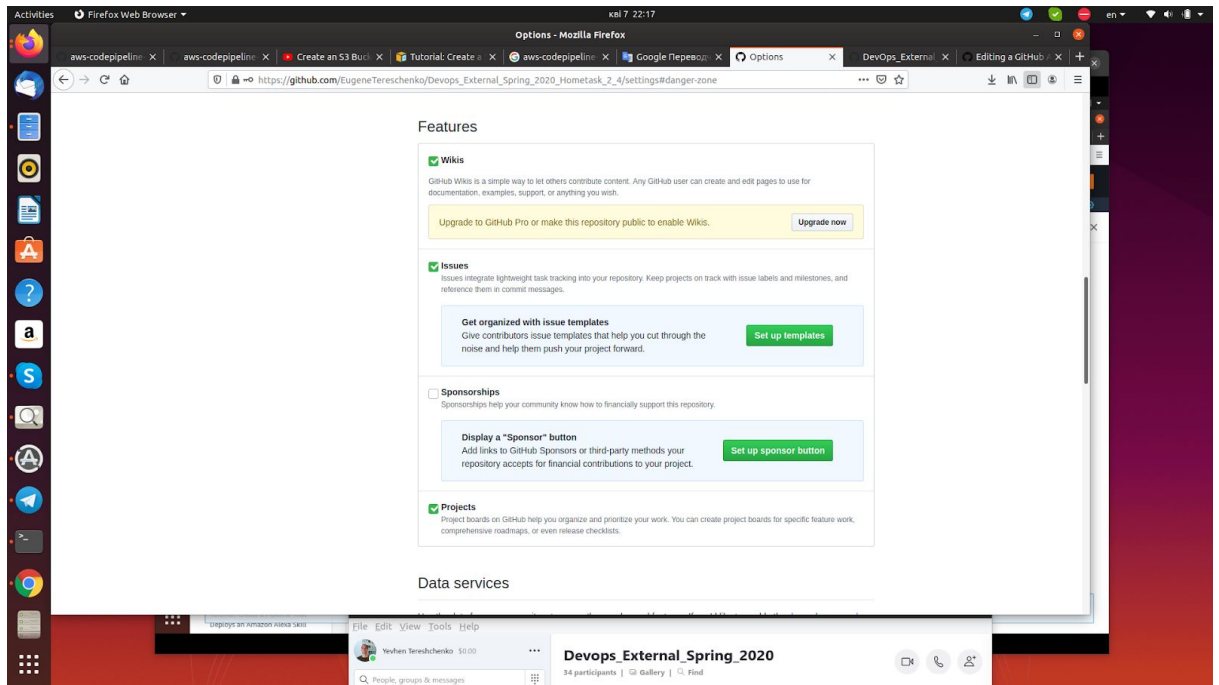 Activities
Firefox Web Browser
кві 7 22:17
en
Options - Mozilla Firefox
aws-codepipeline
aws-codepipeline
Create an S3 Buck
Tutorial: Create a
aws-codepipeline
Google Перевод
Options
DevOps_External
Editing a GitHub
https://github.com/EugeneTereschenko/Devops_External_Spring_2020_Hometask_2_4/settings#danger-zone
Features
Wikis
GitHub Wikis is a simple way to let others contribute content. Any GitHub user can create and edit pages to use for
documentation, examples, support, or anything you wish.
Upgrade to GitHub Pro or make this repository public to enable Wikis.
Upgrade now
Issues
Issues integrate lightweight task tracking into your repository. Keep projects on track with issue labels and milestones, and
reference them in commit messages.
Get organized with issue templates
Give contributors issue templates that help you cut through the
noise and help them push your project forward.
Set up templates
Sponsorships
Sponsorships help your community know how to financially support this repository.
Display a "Sponsor" button
Add links to GitHub Sponsors or third-party methods your
repository accepts for financial contributions to your project.
Set up sponsor button
Projects
Project boards on GitHub help you organize and prioritize your work. You can create project boards for specific feature work,
comprehensive roadmaps, or even release checklists.
Data services
Deploys an Amazon Alexa Skill
File Edit View Tools Help
Yevhen Tereshchenko $0.00
People, groups & messages
Devops_External_Spring_2020
34 participants | Gallery | Find